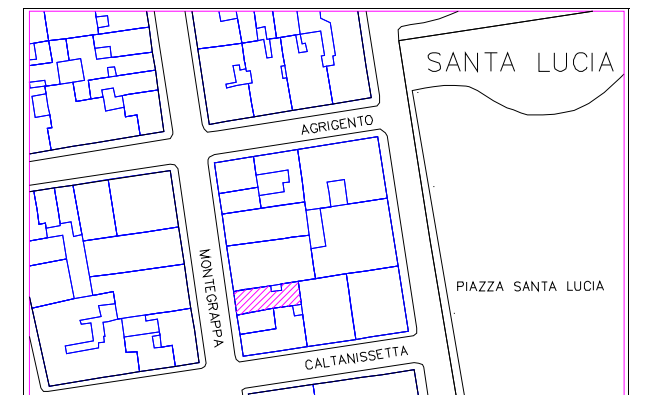 SANTA LUCIA
AGRIGENTO
MONTEGRAPPA
PIAZZA SANTA LUCIA
CALTANISSETTA